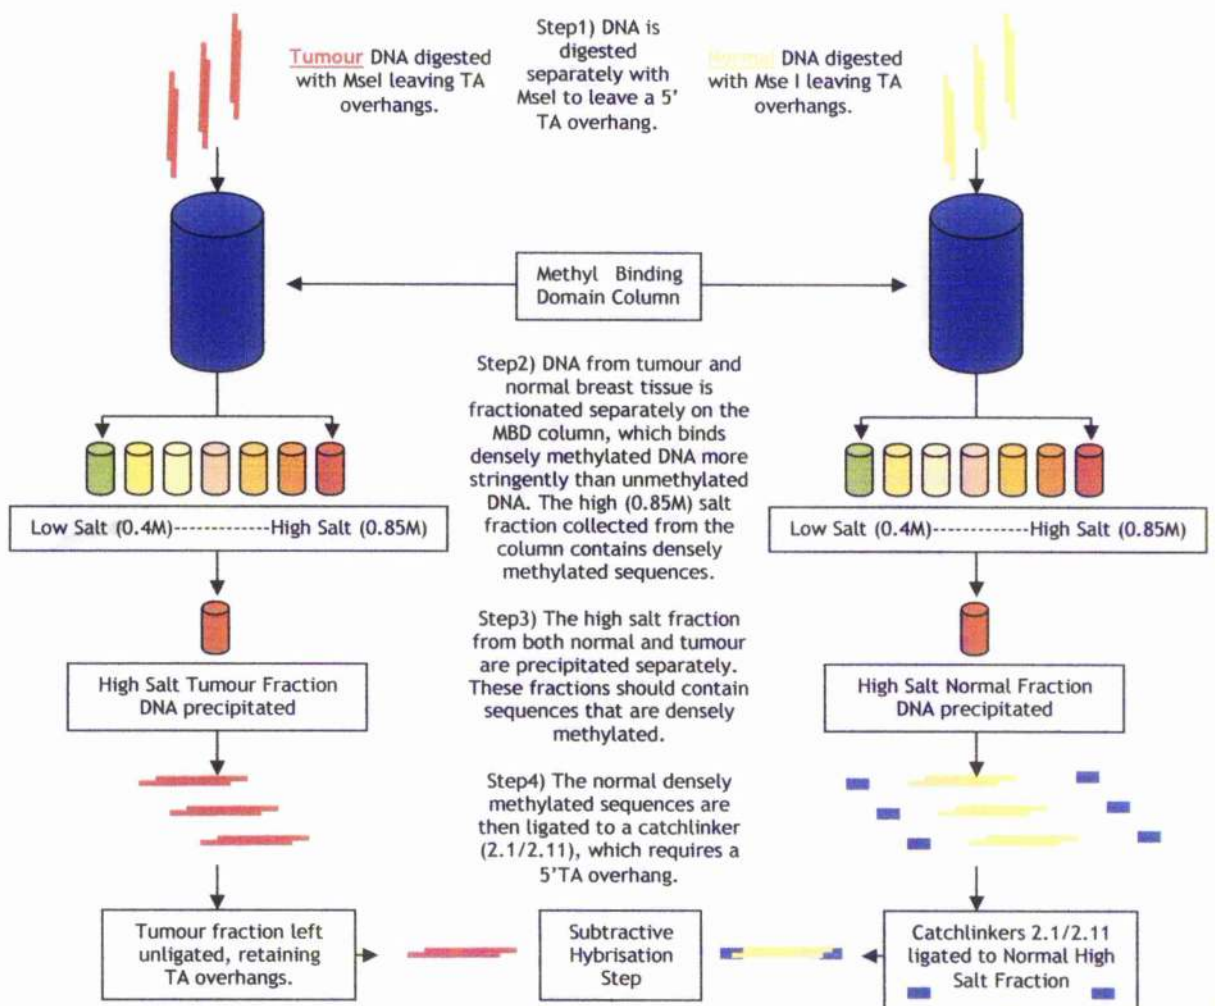 Tumour DNA digested
with MseI leaving TA
overhangs.
Step1) DNA is
digested
separately with
MseI to leave a 5'
TA overhang.
Normal DNA digested
with Mse I leaving TA
overhangs.
Methyl Binding
Domain Column
Step2) DNA from tumour and
normal breast tissue is
fractionated separately on the
MBD column, which binds
densely methylated DNA more
stringently than unmethylated
DNA. The high (0.85M) salt
fraction collected from the
column contains densely
methylated sequences.
Low Salt (0.4M)-----------High Salt (0.85M)
Low Salt (0.4M)-----------High Salt (0.85M)
Step3) The high salt fraction
from both normal and tumour
are precipitated separately.
These fractions should contain
sequences that are densely
methylated.
High Salt Tumour Fraction
DNA precipitated
High Salt Normal Fraction
DNA precipitated
Step4) The normal densely
methylated sequences are
then ligated to a catchlinker
(2.1/2.11), which requires a
5'TA overhang.
Tumour fraction left
unligated, retaining
TA overhangs.
Subtractive
Hybrisation
Step
Catchlinkers 2.1/2.11
ligated to Normal High
Salt Fraction